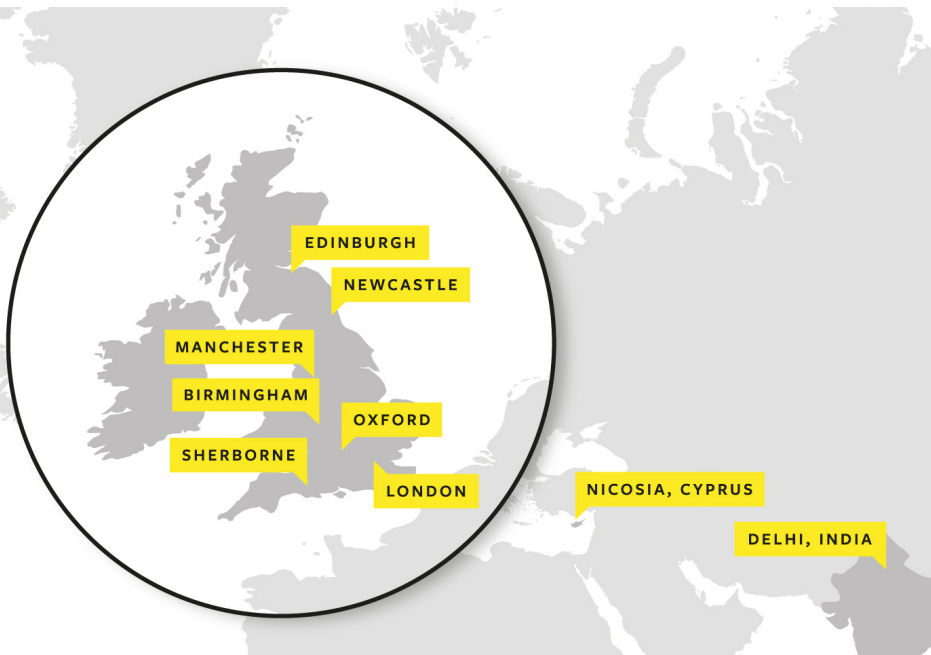 EDINBURGH
NEWCASTLE
MANCHESTER
BIRMINGHAM
OXFORD
SHERBORNE
LONDON
NICOSIA, CYPRUS
DELHI, INDIA